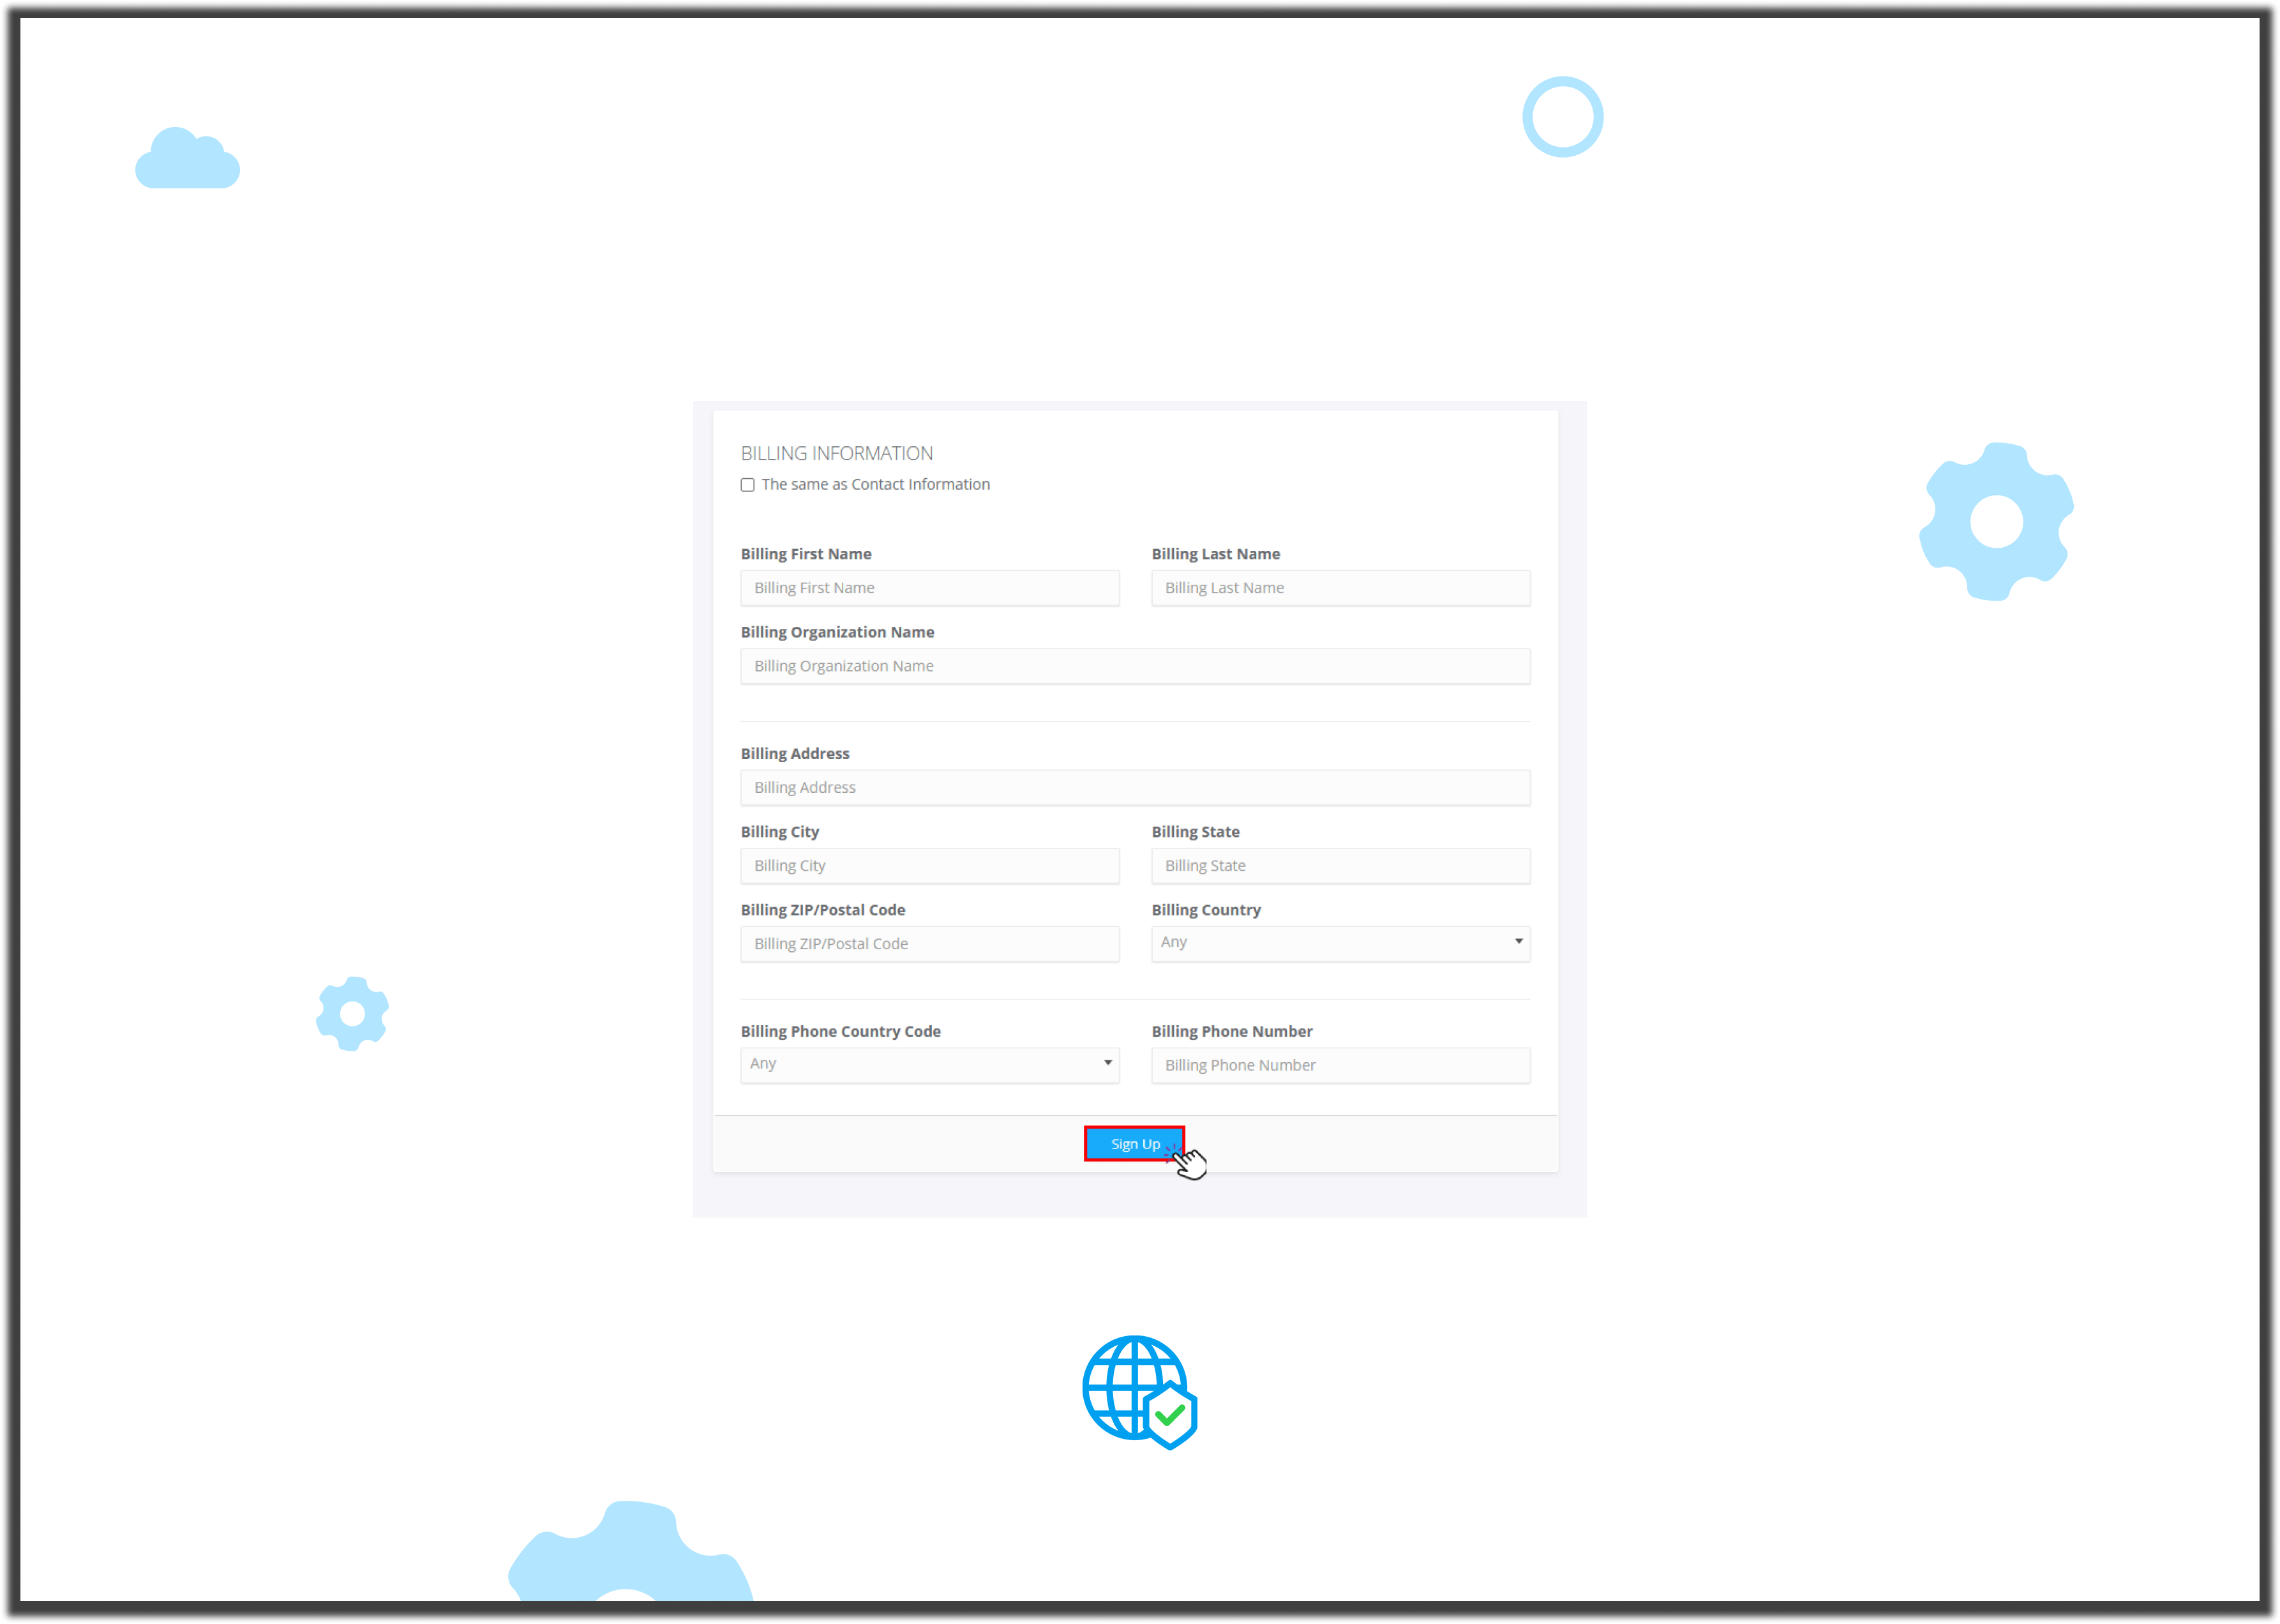 BILLING INFORMATION
The same as Contact Information
Billing First Name
Billing Last Name
Billing First Name
Billing Last Name
Billing Organization Name
Billing Organization Name
Billing Address
Billing Address
Billing City
Billing State
Billing City
Billing State
Billing ZIP/Postal Code
Billing Country
Billing ZIP/Postal Code
Any
Billing Phone Country Code
Billing Phone Number
Any
Billing Phone Number
Sign Up